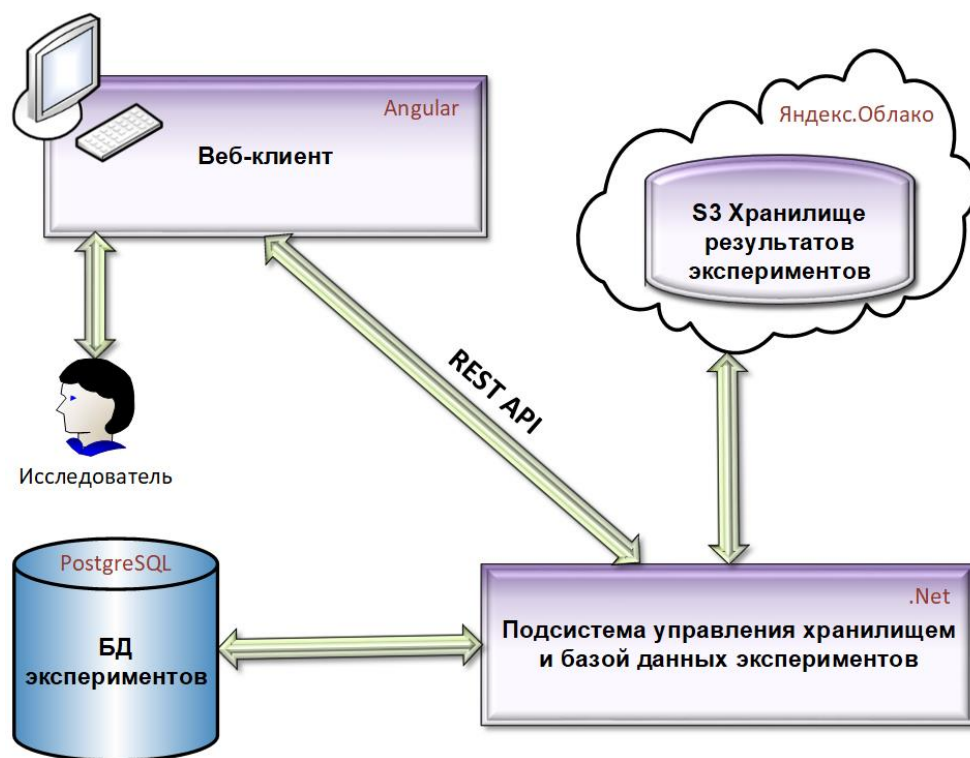 Angular
Веб-клиент
Яндекс.Облако
S3 Хранилище
результатов
экспериментов
REST API
Исследователь
PostgreSQL
БД
экспериментов
.Net
Подсистема управления хранилищем
и базой данных экспериментов